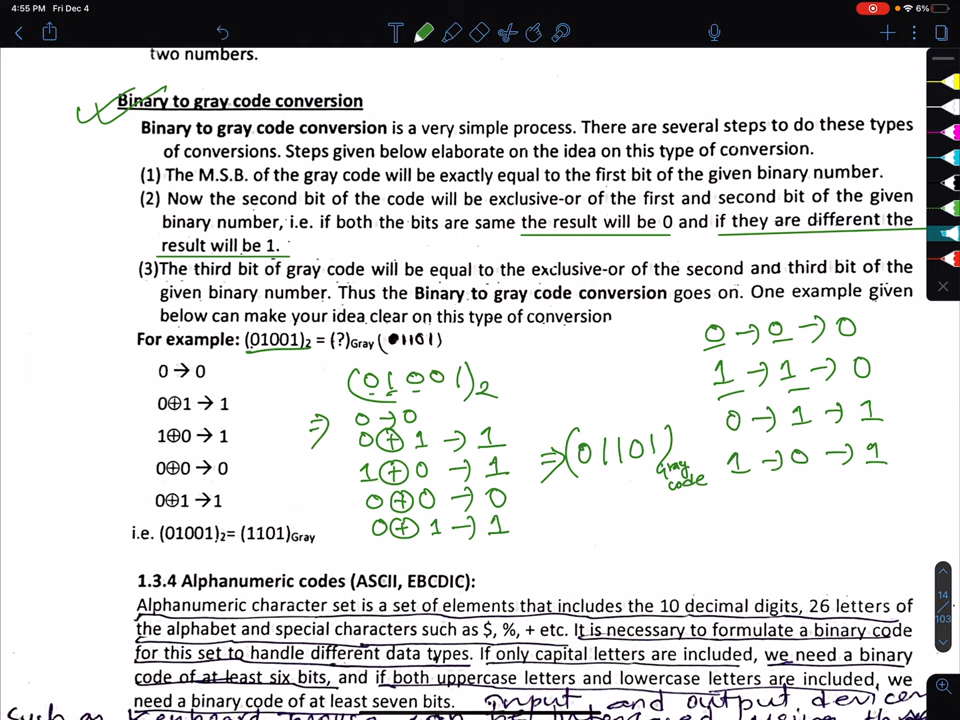 4:55 PM Fri Dec 4
6%
two numbers.
Binary to gray code conversion
Binary to gray code conversion is a very simple process. There are several steps to do these types
of conversions. Steps given below elaborate on the idea on this type of conversion.
(1) The M.S.B. of the gray code will be exactly equal to the first bit of the given binary number.
(2) Now the second bit of the code will be exclusive-or of the first and second bit of the given
binary number, i.e. if both the bits are same the result will be 0 and if they are different the
result will be 1.
(3)The third bit of gray code will be equal to the exclusive-or of the second and third bit of the
given binary number. Thus the Binary to gray code conversion goes on. One example given
below can make your idea clear on this type of conversion
For example: (01001)₂ = (?)Gray (01101)
0 → 0
0⊕1 → 1
1⊕0 → 1
0⊕0 → 0
0⊕1 →1
i.e. (01001)₂= (1101)Gray
(01001)₂
⇒ 0 → 0
0 ⊕ 1 → 1
1 ⊕ 0 → 1
0 ⊕ 0 → 0
0 ⊕ 1 → 1
⇒ (01101) Gray
code
0 → 0 → 0
1 → 1 → 0
0 → 1 → 1
1 → 0 → 1
1.3.4 Alphanumeric codes (ASCII, EBCDIC):
Alphanumeric character set is a set of elements that includes the 10 decimal digits, 26 letters of
the alphabet and special characters such as $, %, + etc. It is necessary to formulate a binary code
for this set to handle different data types. If only capital letters are included, we need a binary
code of at least six bits, and if both uppercase letters and lowercase letters are included, we
need a binary code of at least seven bits. input and output devices
such as
14
103